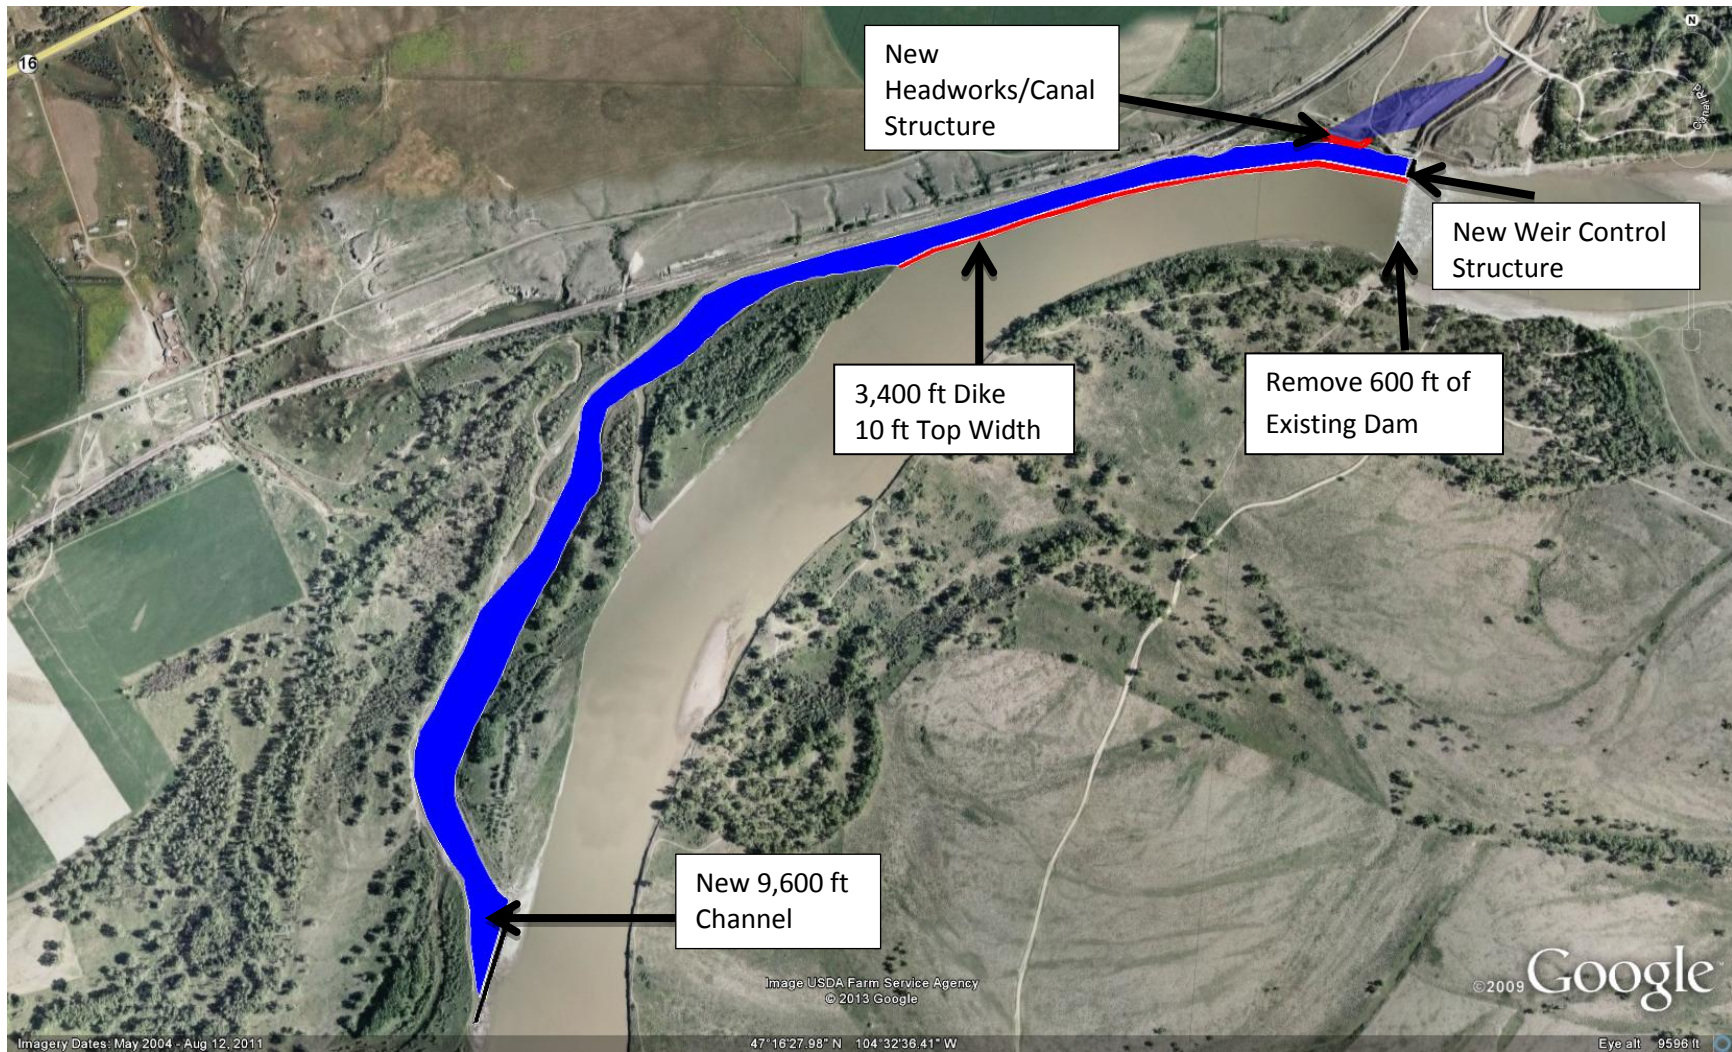 16
N
Canal Rd
New
Headworks/Canal
Structure
New Weir Control
Structure
3,400 ft Dike
10 ft Top Width
Remove 600 ft of
Existing Dam
New 9,600 ft
Channel
Image USDA Farm Service Agency
© 2013 Google
©2009 Google
Imagery Dates: May 2004 - Aug 12, 2011
47°16'27.98" N 104°32'36.41" W
Eye alt 9596 ft